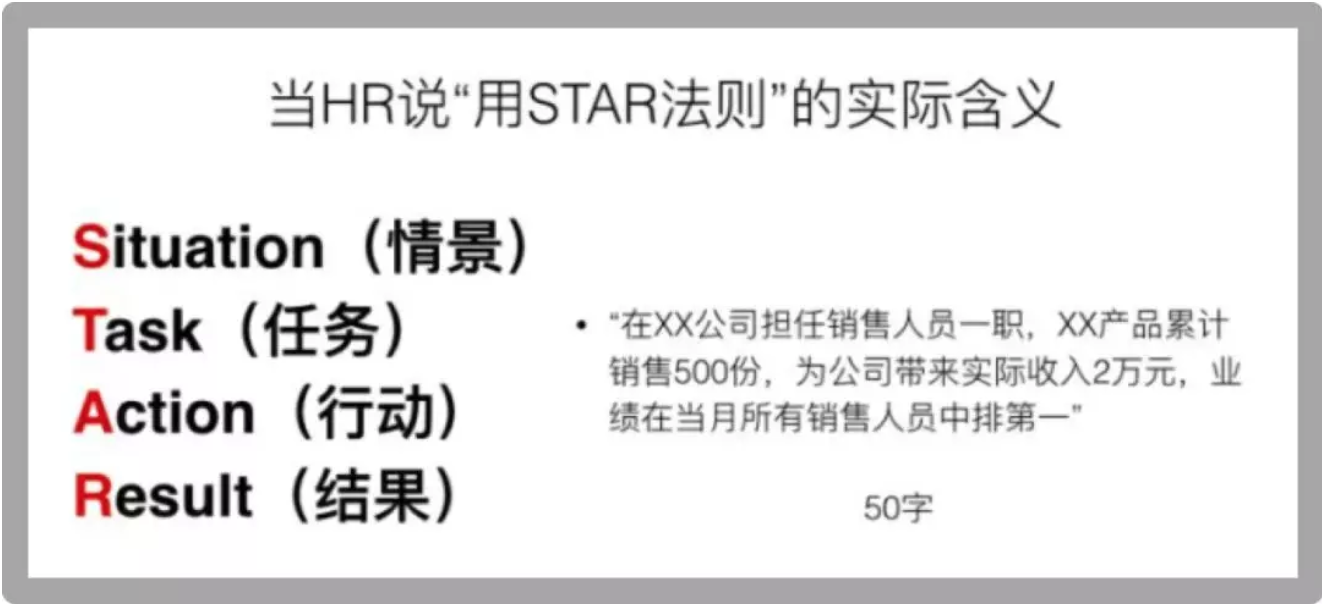 当HR说“用STAR法则”的实际含义
Situation（情景）
Task（任务）
Action（行动）
Result（结果）
• “在XX公司担任销售人员一职，XX产品累计
销售500份，为公司带来实际收入2万元，业
绩在当月所有销售人员中排第一”
50字